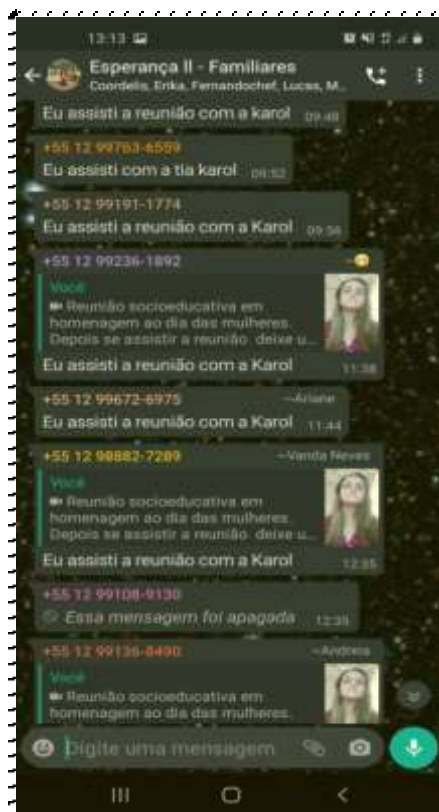 13:13
Esperança II - Familiares
Coordelis, Erika, Fernandochef, Lucas, M...
Eu assisti a reunião com a karol 09:48
+55 12 99763-6559
Eu assisti com a tia karol 09:52
+55 12 99191-1774
Eu assisti a reunião com a Karol 09:56
+55 12 99236-1892
Você
Reunião socioeducativa em
homenagem ao dia das mulheres.
Depois se assistir a reunião deixe u...
Eu assisti a reunião com a Karol 11:38
+55 12 99672-6975 ~Ariane
Eu assisti a reunião com a Karol 11:44
+55 12 98882-7289 ~Vanda Neves
Você
Reunião socioeducativa em
homenagem ao dia das mulheres.
Depois se assistir a reunião deixe u...
Eu assisti a reunião com a Karol 12:35
+55 12 99108-9130
Essa mensagem foi apagada 12:35
+55 12 99136-8490 ~Andreia
Você
Reunião socioeducativa em
homenagem ao dia das mulheres.
Digite uma mensagem